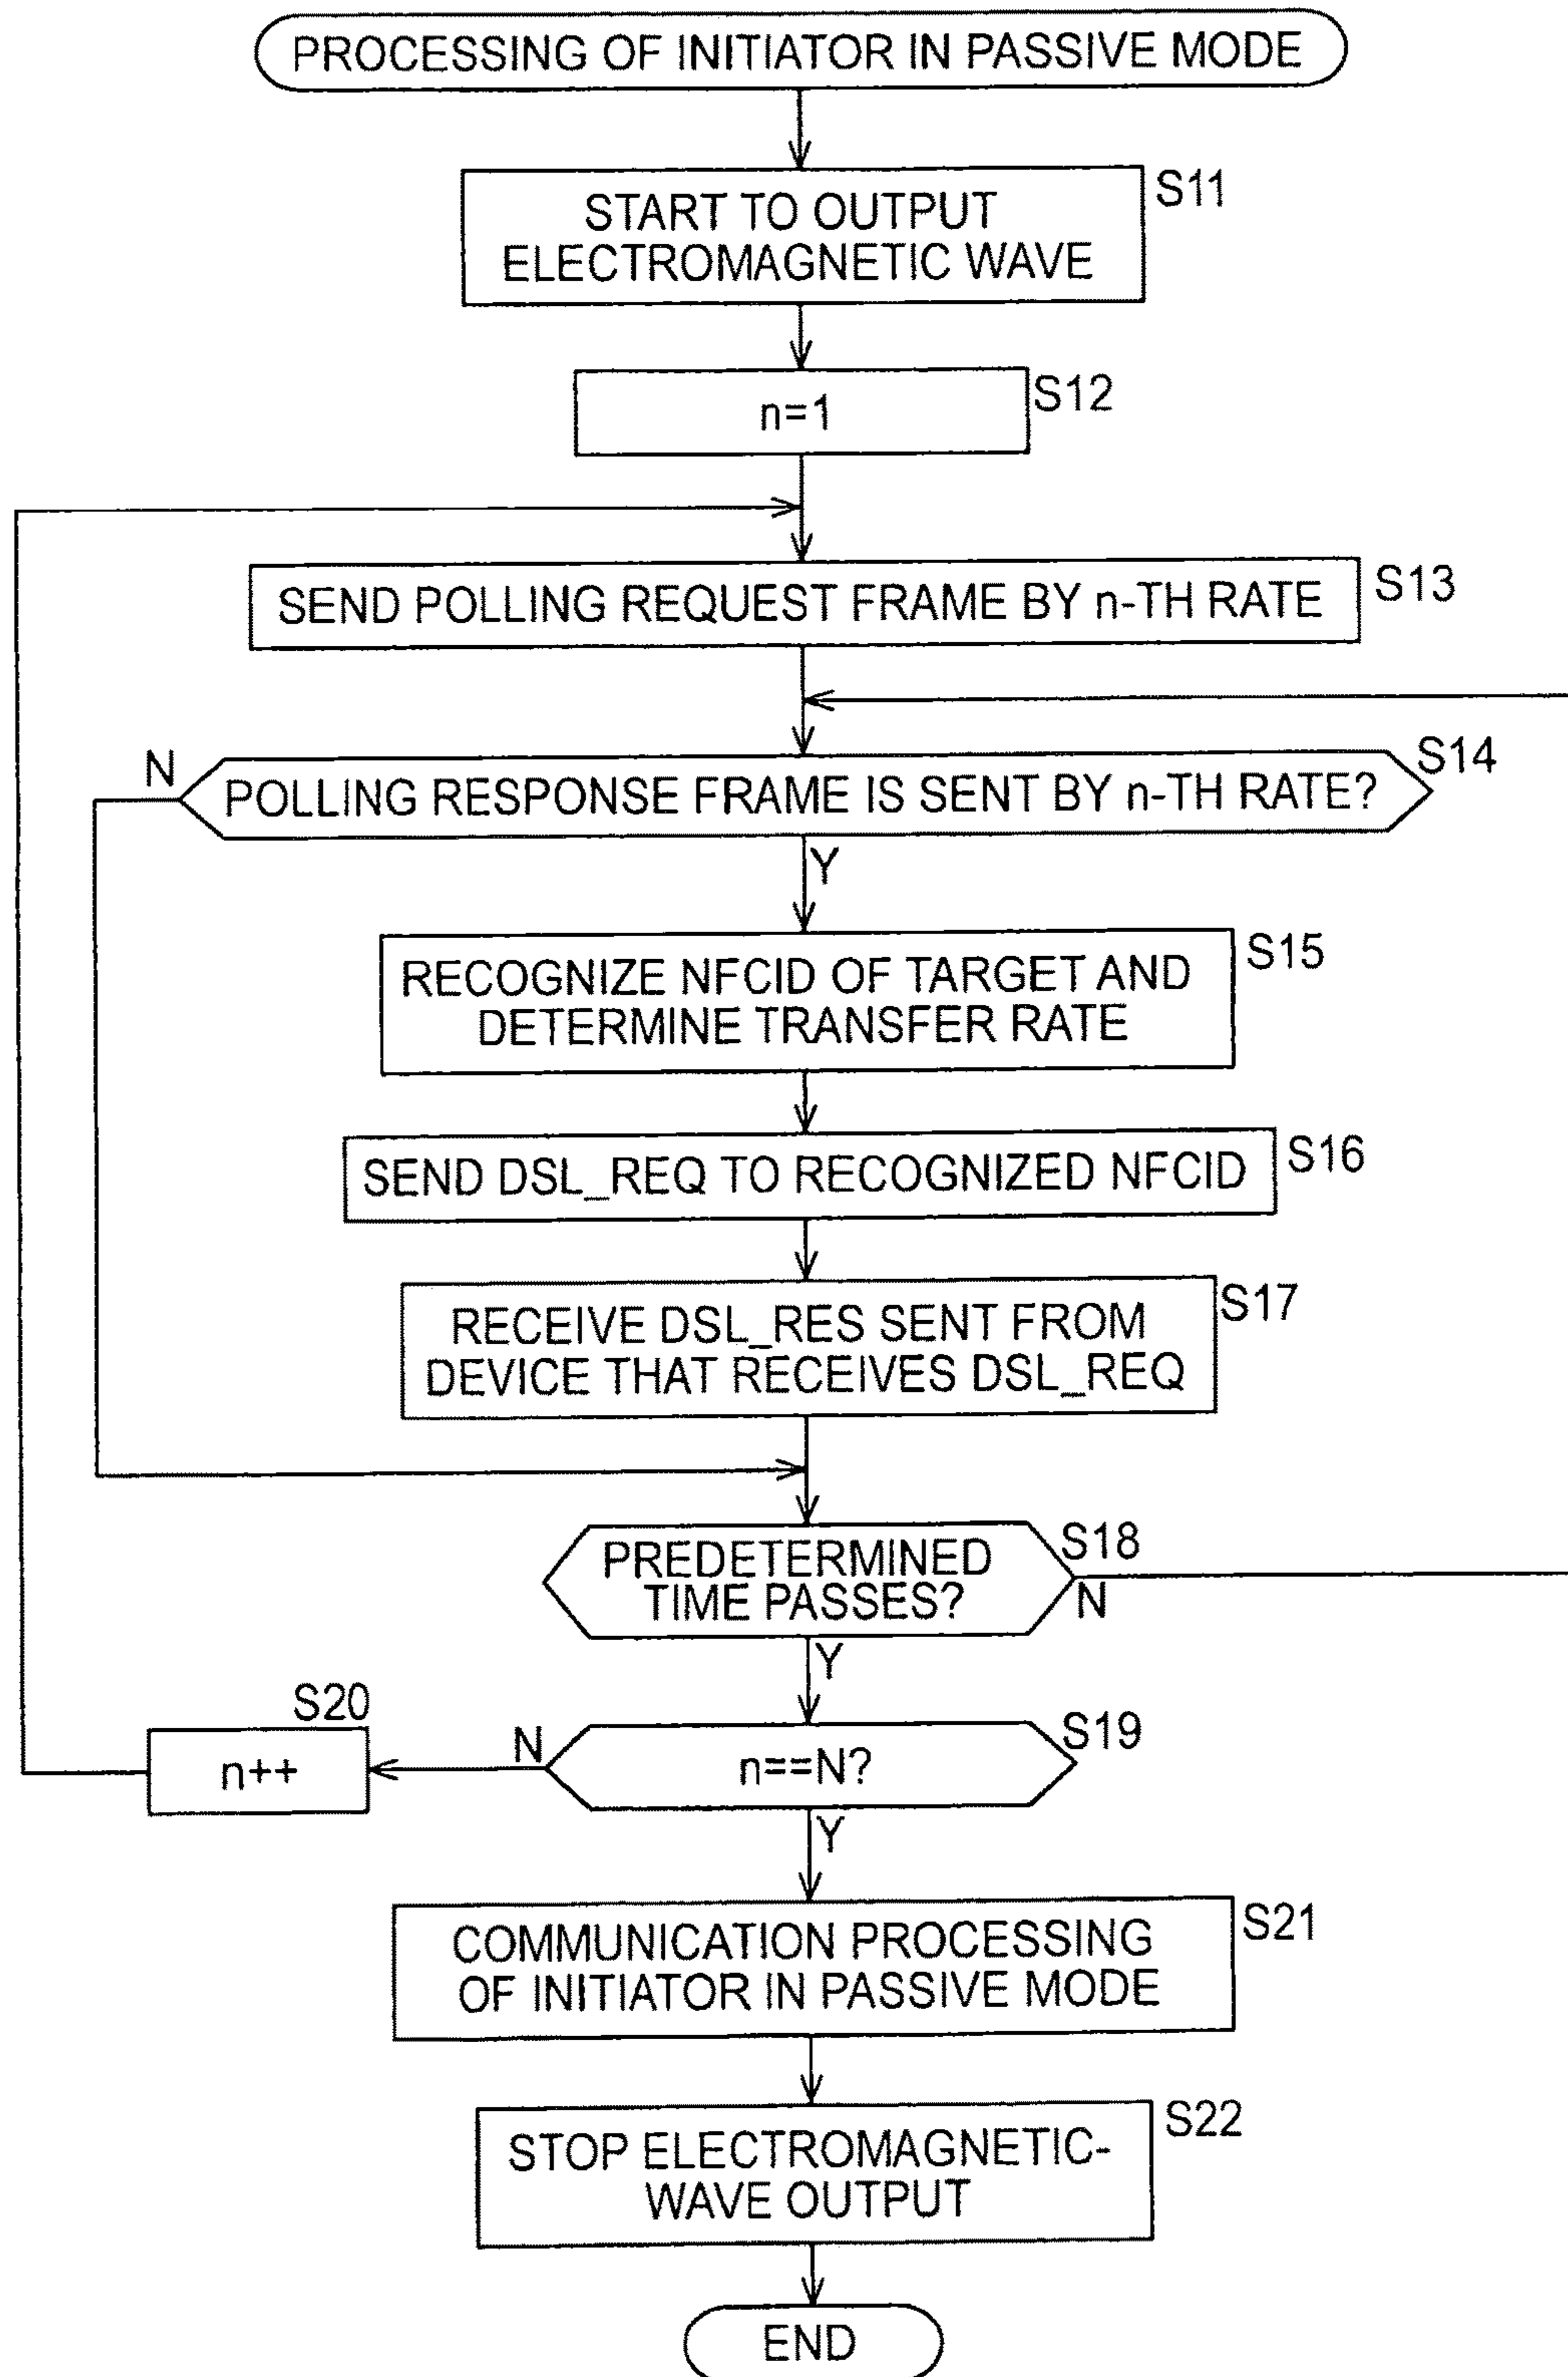 PROCESSING OF INITIATOR IN PASSIVE MODE
S11
START TO OUTPUT
ELECTROMAGNETIC WAVE
S12
n=1
S13
SEND POLLING REQUEST FRAME BY n-TH RATE
S14
N
POLLING RESPONSE FRAME IS SENT BY n-TH RATE?
Y
S15
RECOGNIZE NFCID OF TARGET AND
DETERMINE TRANSFER RATE
S16
SEND DSL_REQ TO RECOGNIZED NFCID
S17
RECEIVE DSL_RES SENT FROM
DEVICE THAT RECEIVES DSL_REQ
S18
PREDETERMINED
TIME PASSES?
N
Y
S20
S19
n++
N
n==N?
Y
S21
COMMUNICATION PROCESSING
OF INITIATOR IN PASSIVE MODE
S22
STOP ELECTROMAGNETIC-
WAVE OUTPUT
END